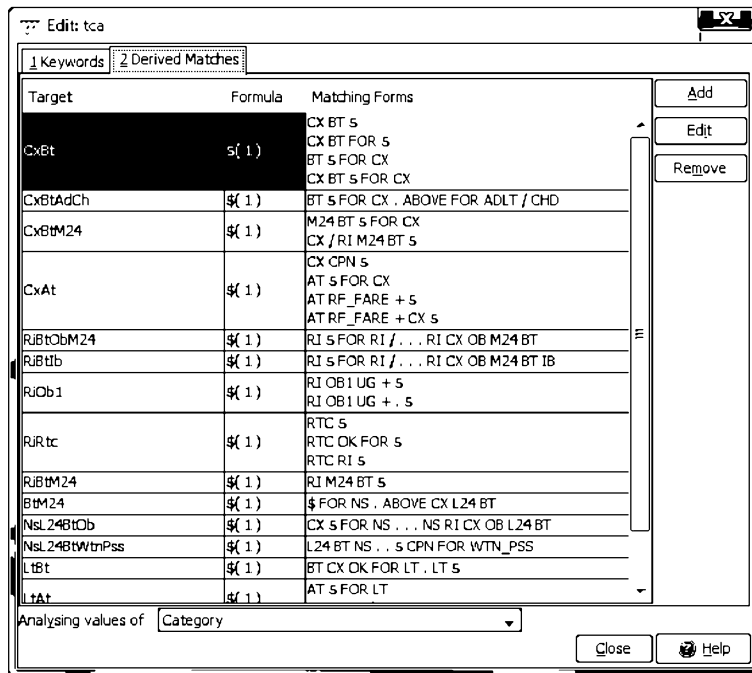 Edit: tca
X
1 Keywords 2 Derived Matches
Target Formula Matching Forms
Add
Edit
Remove
CxBt S( 1 ) CX BT S
CX BT FOR S
BT S FOR CX
CX BT S FOR CX
CxBtAdCh $( 1 ) BT S FOR CX . ABOVE FOR ADLT / CHD
CxBtM24 $( 1 ) M24 BT S FOR CX
CX / RI M24 BT S
CxAt $( 1 ) CX CPN S
AT S FOR CX
AT RF_FARE + S
AT RF_FARE + CX S
RiBtObM24 $( 1 ) RI S FOR RI / . . . RI CX OB M24 BT
RiBtIb $( 1 ) RI S FOR RI / . . . RI CX OB M24 BT IB
RiOb1 $( 1 ) RI OB1 UG + S
RI OB1 UG + . S
RiRtc $( 1 ) RTC S
RTC OK FOR S
RTC RI S
RiBtM24 $( 1 ) RI M24 BT S
BtM24 $( 1 ) $ FOR NS . ABOVE CX L24 BT
NsL24BtOb $( 1 ) CX S FOR NS . . . NS RI CX OB L24 BT
NsL24BtWtnPss $( 1 ) L24 BT NS . . S CPN FOR WTN_PSS
LtBt $( 1 ) BT CX OK FOR LT . LT S
LtAt $( 1 ) AT S FOR LT
Analysing values of Category
Close Help